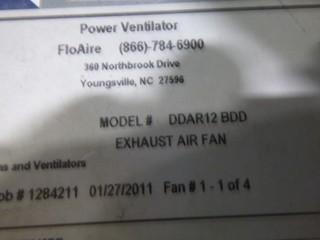 Power Ventilator
FloAire (866)-784-6900
360 Northbrook Drive
Youngsville, NC 27596
MODEL # DDAR12 BDD
EXHAUST AIR FAN
and Ventilators
# 1284211 01/27/2011 Fan # 1 - 1 of 4